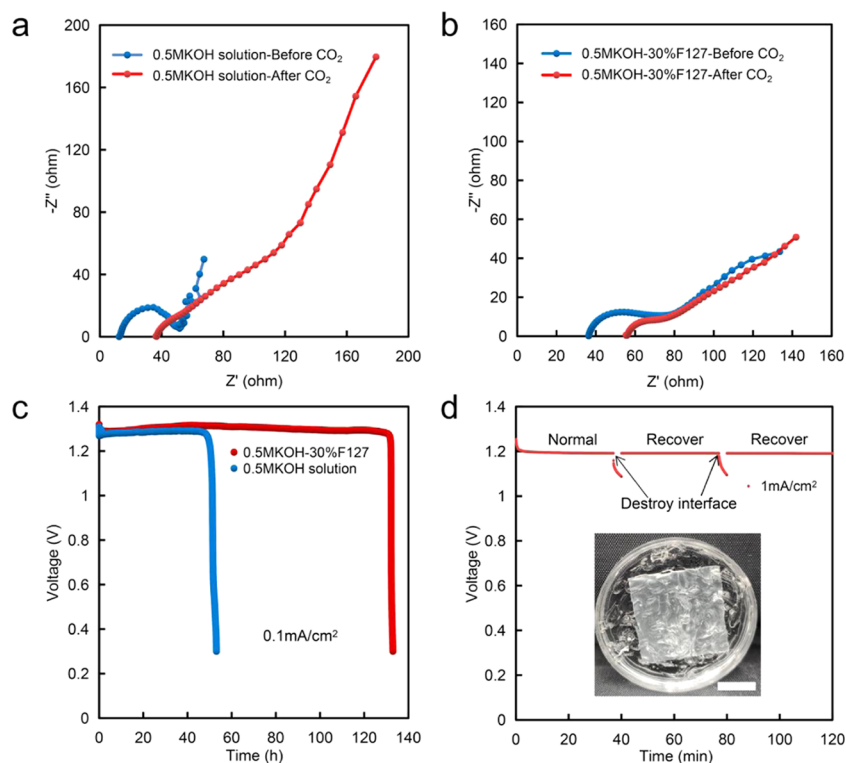 a
180
160
140
120
80
40
0
-Z'' (ohm)
0.5MKOH solution-Before CO₂
0.5MKOH solution-After CO₂
0
40
80
120
160
200
Z' (ohm)
b
160
140
120
100
80
60
40
20
0
-Z'' (ohm)
0.5MKOH-30%F127-Before CO₂
0.5MKOH-30%F127-After CO₂
0
20
40
60
80
100
120
140
160
Z' (ohm)
c
1.4
1.2
1
0.8
0.6
0.4
0.2
0
Voltage (V)
0.5MKOH-30%F127
0.5MKOH solution
0.1mA/cm²
0
20
40
60
80
100
120
140
Time (h)
d
1.4
1.2
1.0
0.8
0.6
0.4
0.2
0
Voltage (V)
Normal
Recover
Recover
Destroy interface
1mA/cm²
0
20
40
60
80
100
120
Time (min)